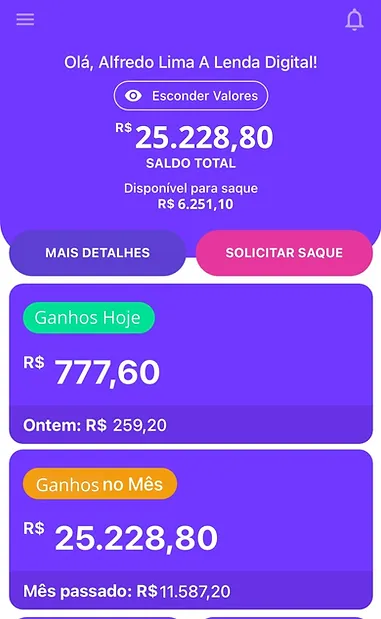 Olá, Alfredo Lima A Lenda Digital!
Esconder Valores
R$ 25.228,80
SALDO TOTAL
Disponível para saque
R$ 6.251,10
MAIS DETALHES
SOLICITAR SAQUE
Ganhos Hoje
R$ 777,60
Ontem: R$ 259,20
Ganhos no Mês
R$ 25.228,80
Mês passado: R$11.587,20